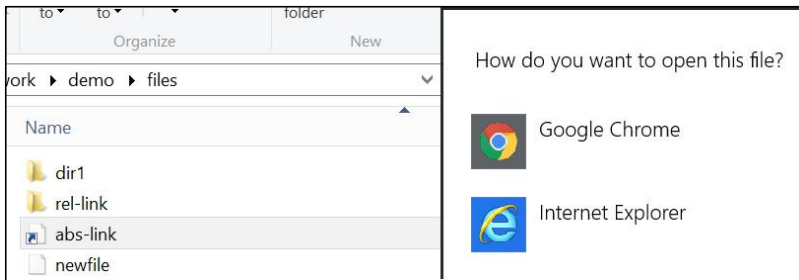 to to
folder
Organize New
work ▸ demo ▸ files
Name
dir1
rel-link
abs-link
newfile
How do you want to open this file?
Google Chrome
Internet Explorer